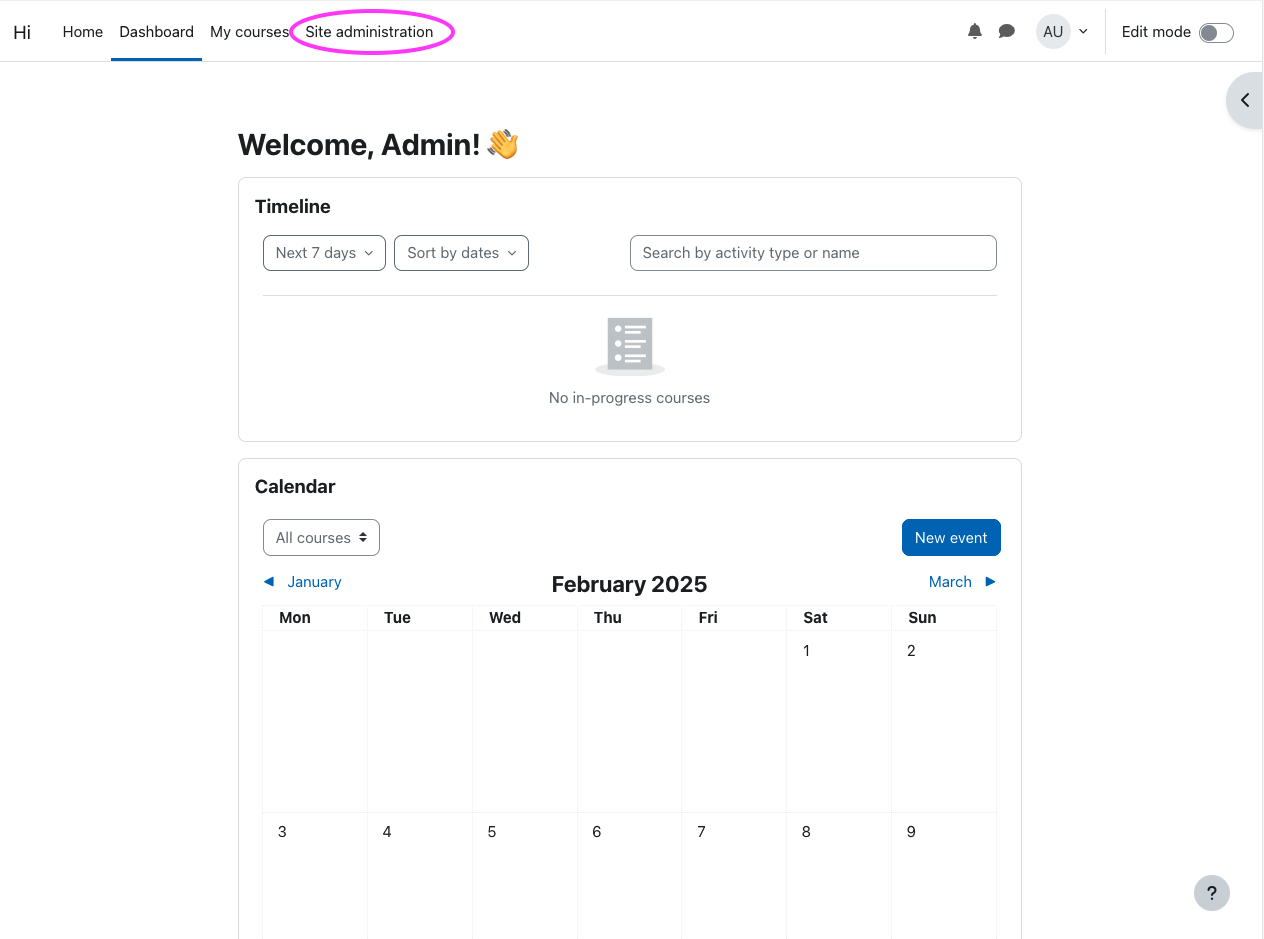 Hi Home Dashboard My courses Site administration AU Edit mode
Welcome, Admin! 👋
Timeline
Next 7 days Sort by dates Search by activity type or name
No in-progress courses
Calendar
All courses New event
◀ January February 2025 March ▶
Mon Tue Wed Thu Fri Sat Sun
1 2
3 4 5 6 7 8 9
?